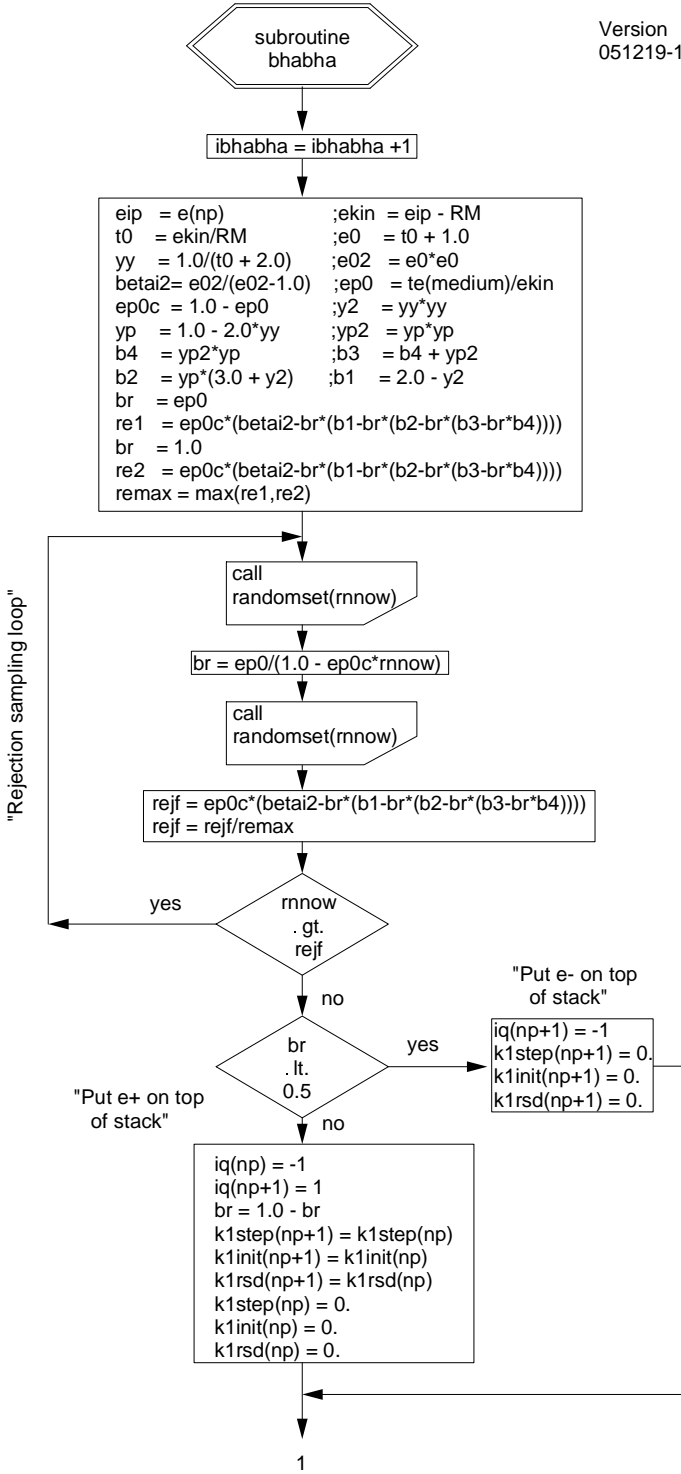 subroutine
bhabha
Version
051219-1
ibhabha = ibhabha +1
eip = e(np) ;ekin = eip - RM
t0 = ekin/RM ;e0 = t0 + 1.0
yy = 1.0/(t0 + 2.0) ;e02 = e0*e0
betai2= e02/(e02-1.0) ;ep0 = te(medium)/ekin
ep0c = 1.0 - ep0 ;y2 = yy*yy
yp = 1.0 - 2.0*yy ;yp2 = yp*yp
b4 = yp2*yp ;b3 = b4 + yp2
b2 = yp*(3.0 + y2) ;b1 = 2.0 - y2
br = ep0
re1 = ep0c*(betai2-br*(b1-br*(b2-br*(b3-br*b4))))
br = 1.0
re2 = ep0c*(betai2-br*(b1-br*(b2-br*(b3-br*b4))))
remax = max(re1,re2)
"Rejection sampling loop"
call
randomset(rnnow)
br = ep0/(1.0 - ep0c*rnnow)
call
randomset(rnnow)
rejf = ep0c*(betai2-br*(b1-br*(b2-br*(b3-br*b4))))
rejf = rejf/remax
yes
rnnow
. gt.
rejf
no
"Put e- on top
of stack"
br
. lt.
0.5
yes
iq(np+1) = -1
k1step(np+1) = 0.
k1init(np+1) = 0.
k1rsd(np+1) = 0.
"Put e+ on top
of stack"
no
iq(np) = -1
iq(np+1) = 1
br = 1.0 - br
k1step(np+1) = k1step(np)
k1init(np+1) = k1init(np)
k1rsd(np+1) = k1rsd(np)
k1step(np) = 0.
k1init(np) = 0.
k1rsd(np) = 0.
1